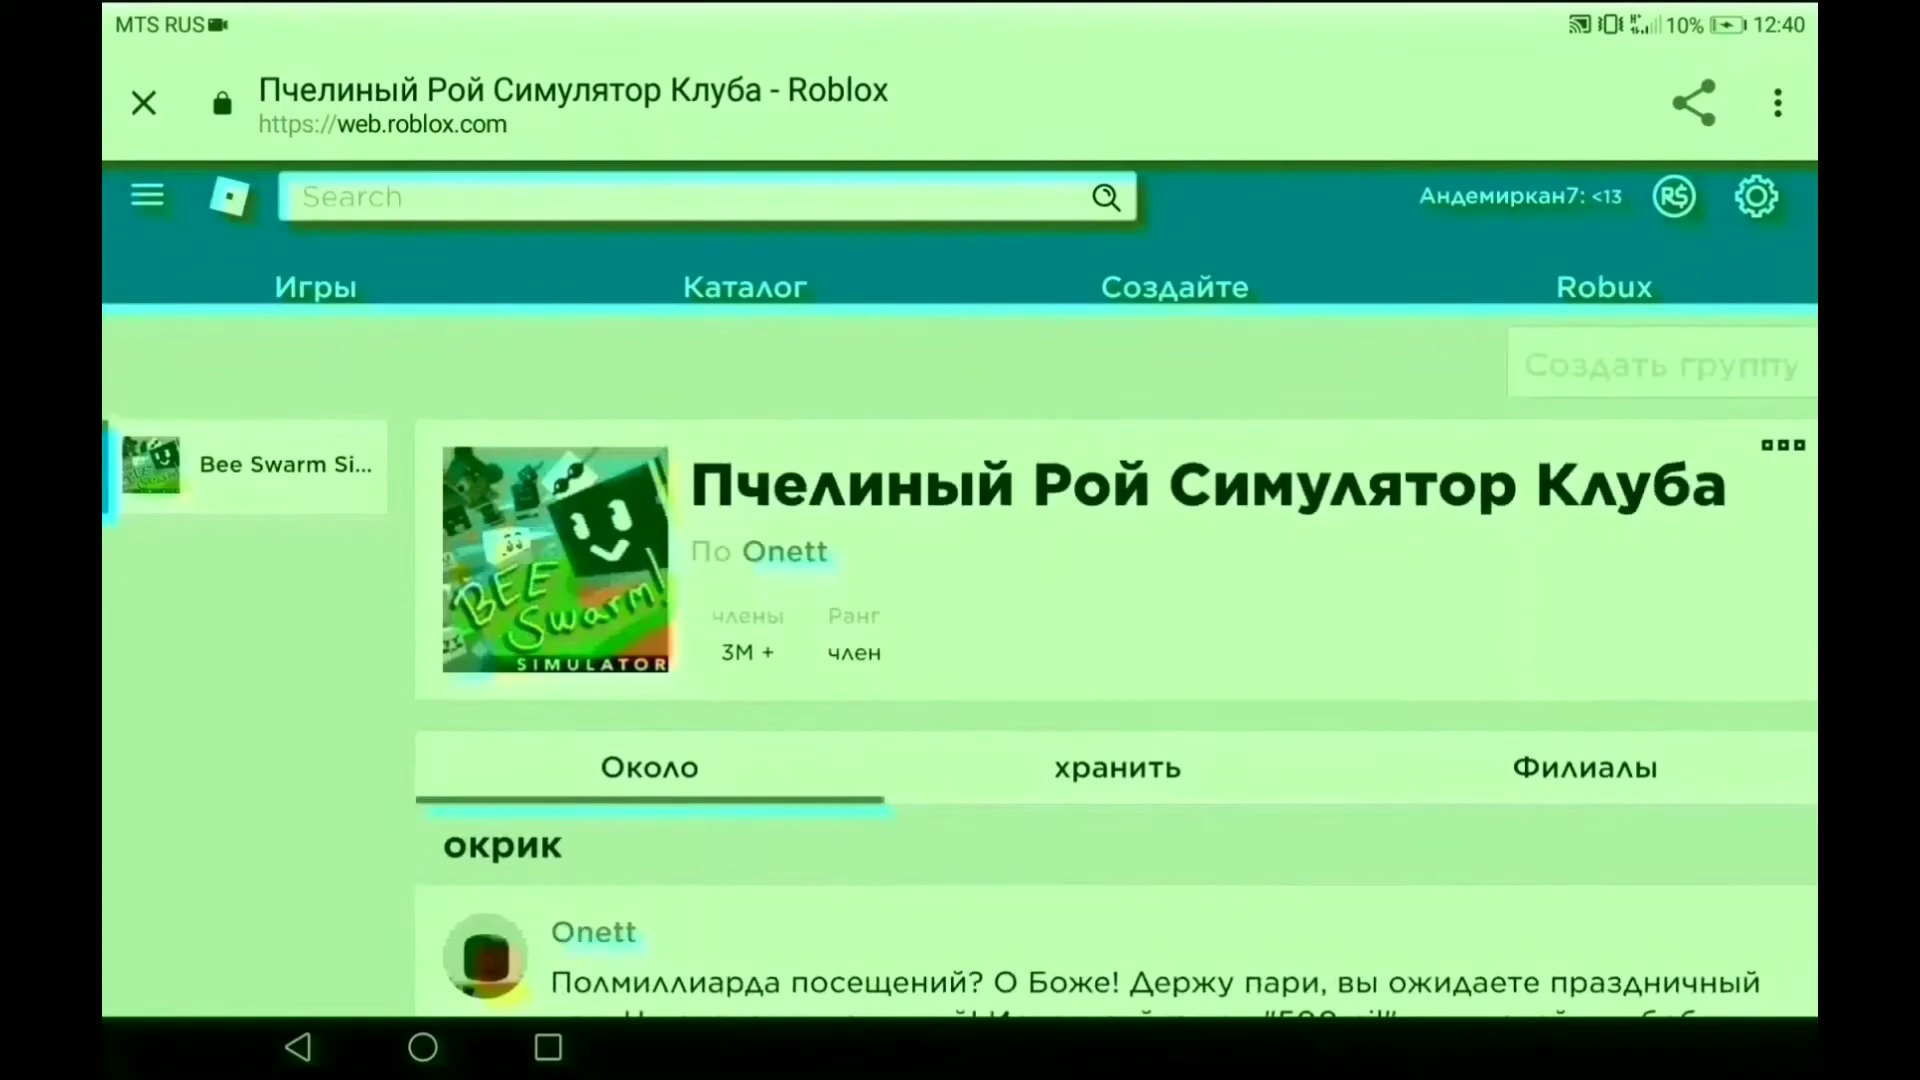 MTS RUS 10% 12:40
Пчелиный Рой Симулятор Клуба - Roblox
https://web.roblox.com
Search Андемиркан7: <13
Игры Каталог Создайте Robux
Создать группу
Bee Swarm Si...
Пчелиный Рой Симулятор Клуба
По Onett
члены Ранг
3M + член
BEE
Swarm!
SIMULATOR
Около хранить Филиалы
окрик
Onett
Полмиллиарда посещений? О Боже! Держу пари, вы ожидаете праздничный